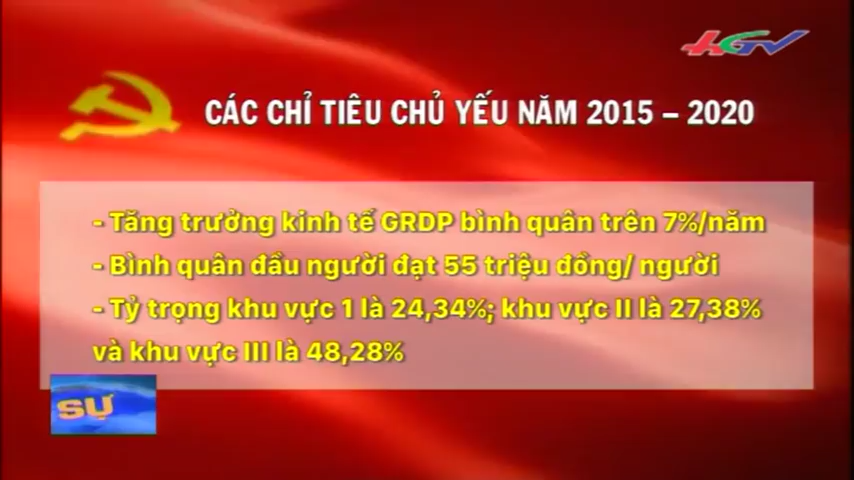 HGV
CÁC CHỈ TIÊU CHỦ YẾU NĂM 2015 – 2020
- Tăng trưởng kinh tế GRDP bình quân trên 7%/năm
- Bình quân đầu người đạt 55 triệu đồng/ người
- Tỷ trọng khu vực 1 là 24,34%; khu vực II là 27,38%
và khu vực III là 48,28%
SỰ